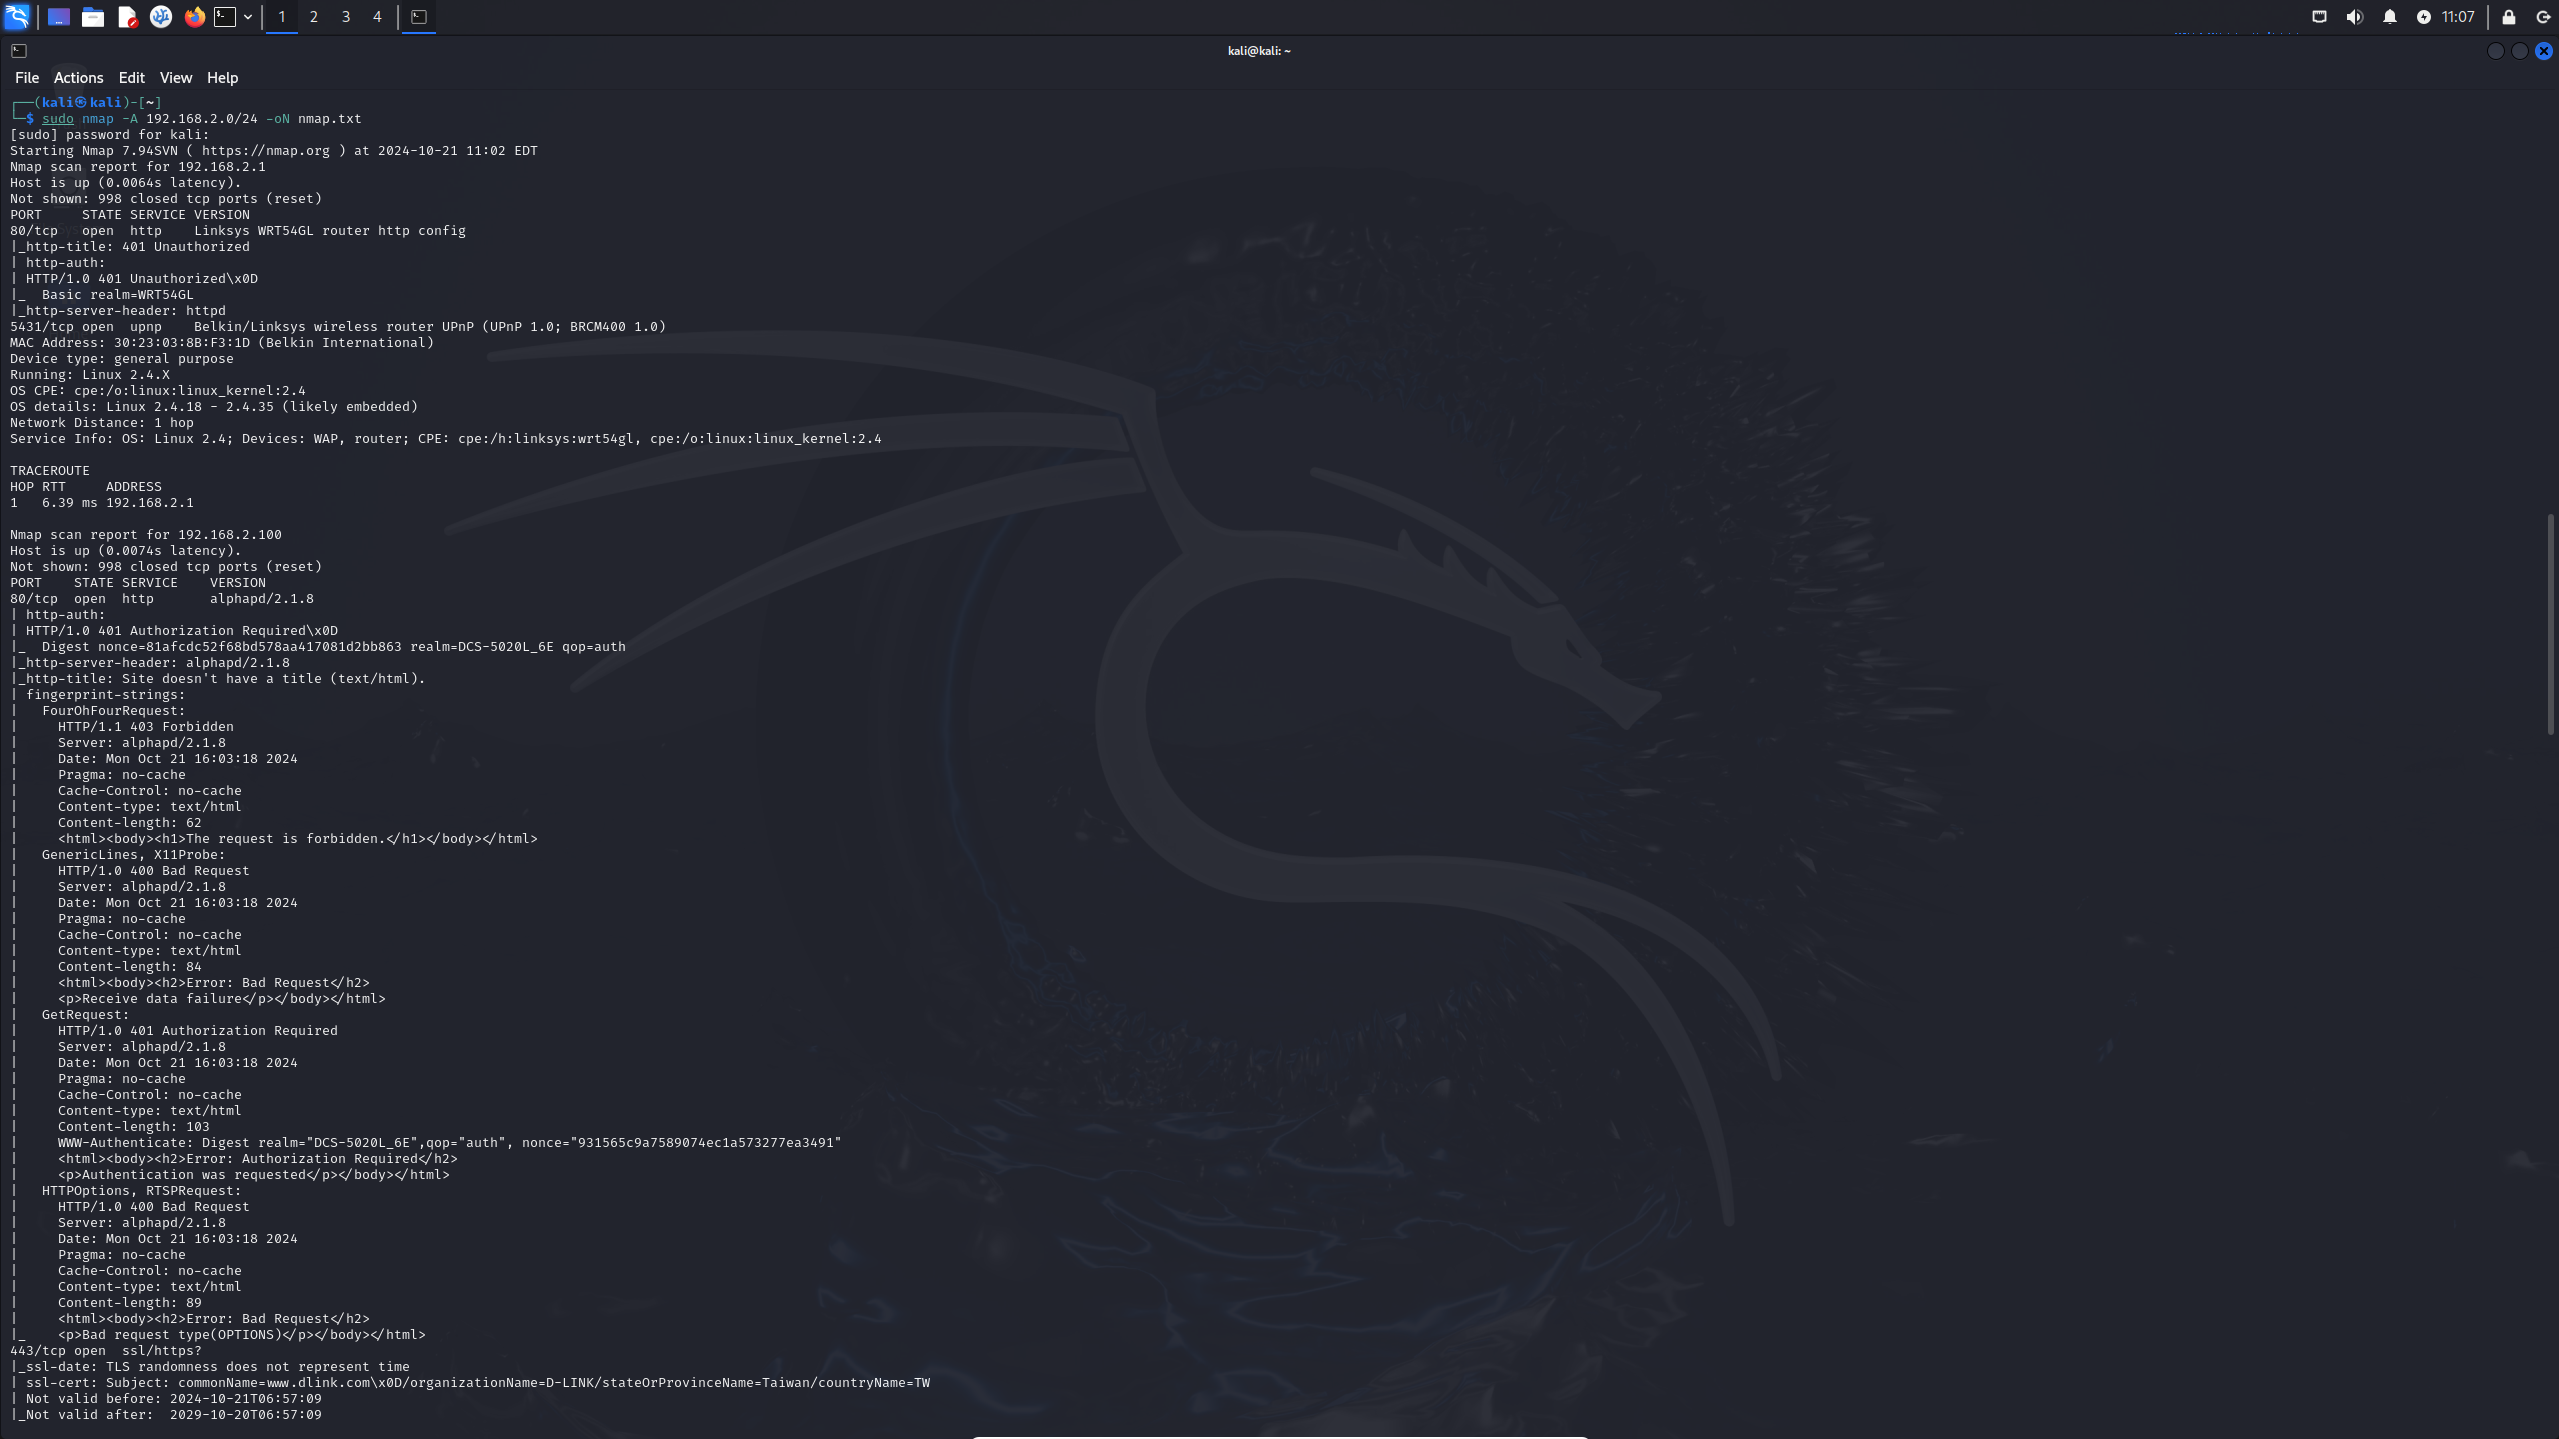 1 2 3 4
11:07
kali@kali: ~
File Actions Edit View Help
┌──(kali㉿kali)-[~]
└─$ sudo nmap -A 192.168.2.0/24 -oN nmap.txt
[sudo] password for kali:
Starting Nmap 7.94SVN ( https://nmap.org ) at 2024-10-21 11:02 EDT
Nmap scan report for 192.168.2.1
Host is up (0.0064s latency).
Not shown: 998 closed tcp ports (reset)
PORT     STATE SERVICE VERSION
80/tcp   open  http    Linksys WRT54GL router http config
|_http-title: 401 Unauthorized
| http-auth:
| HTTP/1.0 401 Unauthorized\x0D
|_  Basic realm=WRT54GL
|_http-server-header: httpd
5431/tcp open  upnp    Belkin/Linksys wireless router UPnP (UPnP 1.0; BRCM400 1.0)
MAC Address: 30:23:03:8B:F3:1D (Belkin International)
Device type: general purpose
Running: Linux 2.4.X
OS CPE: cpe:/o:linux:linux_kernel:2.4
OS details: Linux 2.4.18 - 2.4.35 (likely embedded)
Network Distance: 1 hop
Service Info: OS: Linux 2.4; Devices: WAP, router; CPE: cpe:/h:linksys:wrt54gl, cpe:/o:linux:linux_kernel:2.4
TRACEROUTE
HOP RTT     ADDRESS
1   6.39 ms 192.168.2.1
Nmap scan report for 192.168.2.100
Host is up (0.0074s latency).
Not shown: 998 closed tcp ports (reset)
PORT    STATE SERVICE    VERSION
80/tcp  open  http       alphapd/2.1.8
| http-auth:
| HTTP/1.0 401 Authorization Required\x0D
|_  Digest nonce=81afcdc52f68bd578aa417081d2bb863 realm=DCS-5020L_6E qop=auth
|_http-server-header: alphapd/2.1.8
|_http-title: Site doesn't have a title (text/html).
| fingerprint-strings:
|   FourOhFourRequest:
|     HTTP/1.1 403 Forbidden
|     Server: alphapd/2.1.8
|     Date: Mon Oct 21 16:03:18 2024
|     Pragma: no-cache
|     Cache-Control: no-cache
|     Content-type: text/html
|     Content-length: 62
|     <html><body><h1>The request is forbidden.</h1></body></html>
|   GenericLines, X11Probe:
|     HTTP/1.0 400 Bad Request
|     Server: alphapd/2.1.8
|     Date: Mon Oct 21 16:03:18 2024
|     Pragma: no-cache
|     Cache-Control: no-cache
|     Content-type: text/html
|     Content-length: 84
|     <html><body><h2>Error: Bad Request</h2>
|     <p>Receive data failure</p></body></html>
|   GetRequest:
|     HTTP/1.0 401 Authorization Required
|     Server: alphapd/2.1.8
|     Date: Mon Oct 21 16:03:18 2024
|     Pragma: no-cache
|     Cache-Control: no-cache
|     Content-type: text/html
|     Content-length: 103
|     WWW-Authenticate: Digest realm="DCS-5020L_6E",qop="auth", nonce="931565c9a7589074ec1a573277ea3491"
|     <html><body><h2>Error: Authorization Required</h2>
|     <p>Authentication was requested</p></body></html>
|   HTTPOptions, RTSPRequest:
|     HTTP/1.0 400 Bad Request
|     Server: alphapd/2.1.8
|     Date: Mon Oct 21 16:03:18 2024
|     Pragma: no-cache
|     Cache-Control: no-cache
|     Content-type: text/html
|     Content-length: 89
|     <html><body><h2>Error: Bad Request</h2>
|_    <p>Bad request type(OPTIONS)</p></body></html>
443/tcp open  ssl/https?
|_ssl-date: TLS randomness does not represent time
| ssl-cert: Subject: commonName=www.dlink.com\x0D/organizationName=D-LINK/stateOrProvinceName=Taiwan/countryName=TW
| Not valid before: 2024-10-21T06:57:09
|_Not valid after:  2029-10-20T06:57:09